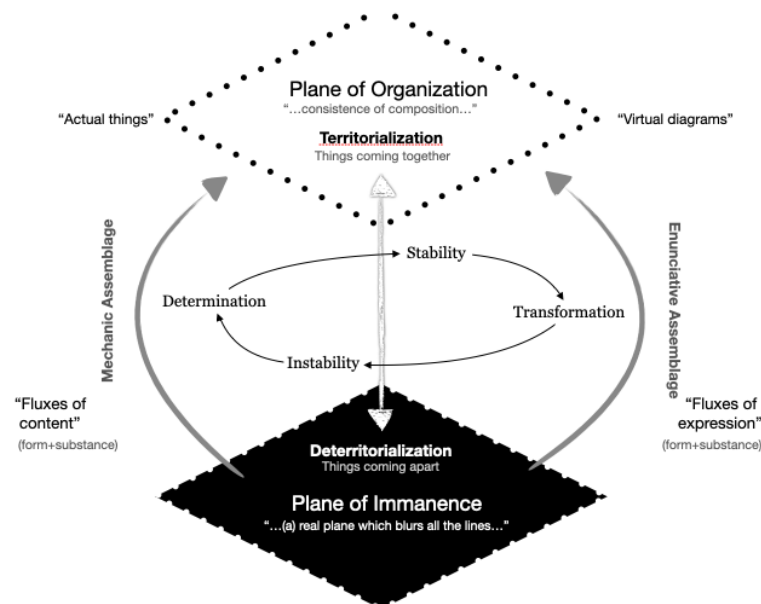 Plane of Organization
“…consistence of composition…”
“Actual things”
“Virtual diagrams”
Territorialization
Things coming together
Mechanic Assemblage
Enunciative Assemblage
Stability
Determination
Transformation
Instability
“Fluxes of
content”
(form+substance)
“Fluxes of
expression”
(form+substance)
Deterritorialization
Things coming apart
Plane of Immanence
“…(a) real plane which blurs all the lines…”